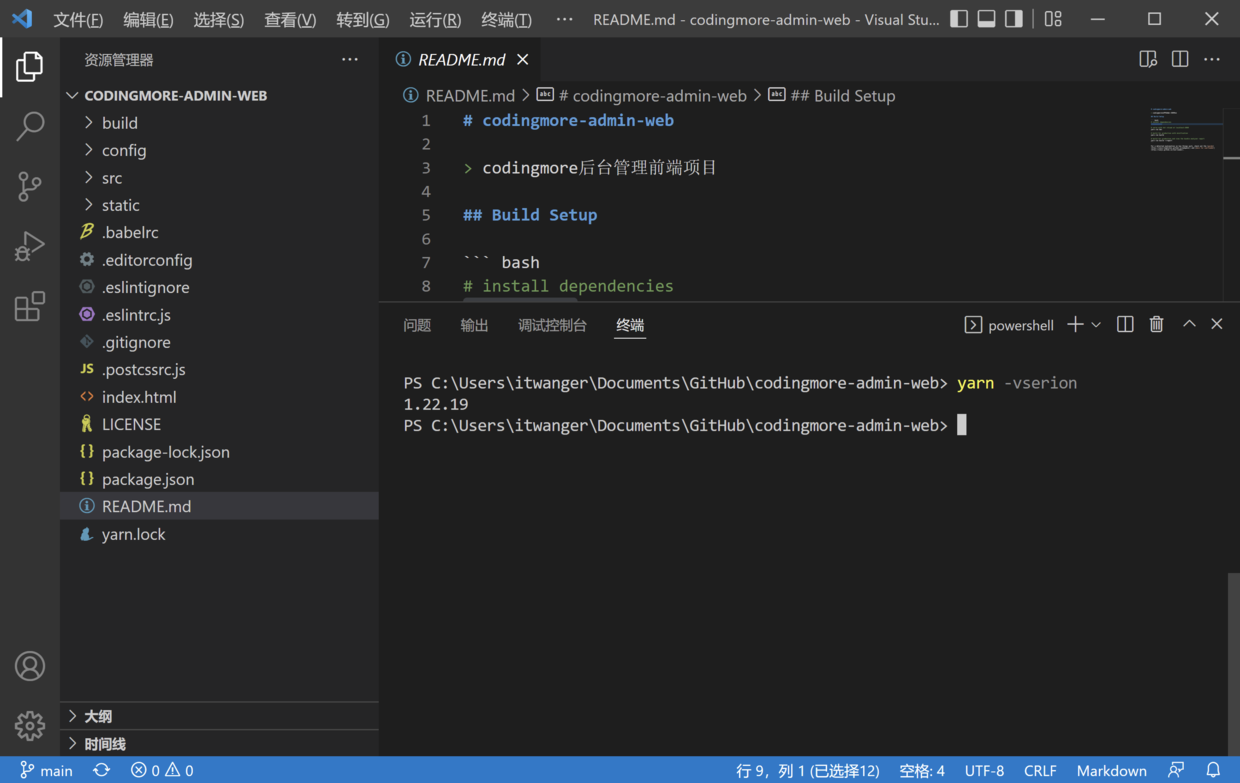 文件(F) 编辑(E) 选择(S) 查看(V) 转到(G) 运行(R) 终端(T) ··· README.md - codingmore-admin-web - Visual Stu...
资源管理器 ···
CODINGMORE-ADMIN-WEB
build
config
src
static
.babelrc
.editorconfig
.eslintignore
.eslintrc.js
.gitignore
JS .postcssrc.js
<> index.html
LICENSE
{} package-lock.json
{} package.json
README.md
yarn.lock
大纲
时间线
README.md
README.md > # codingmore-admin-web > ## Build Setup
1 # codingmore-admin-web
2
3 > codingmore后台管理前端项目
4
5 ## Build Setup
6
7 ``` bash
8 # install dependencies
问题 输出 调试控制台 终端 powershell
PS C:\Users\itwanger\Documents\GitHub\codingmore-admin-web> yarn -vserion
1.22.19
PS C:\Users\itwanger\Documents\GitHub\codingmore-admin-web>
main 0 0 行 9，列 1 (已选择12) 空格: 4 UTF-8 CRLF Markdown